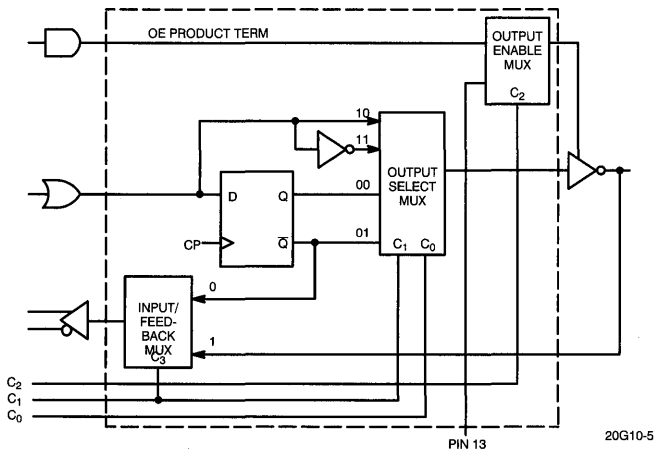 OE PRODUCT TERM
OUTPUT
ENABLE
MUX
C2
10
11
OUTPUT
SELECT
MUX
D
Q
00
CP
Q̅
01
C1
C0
0
INPUT/
FEED-
BACK
MUX
C3
1
C2
C1
C0
PIN 13
20G10-5